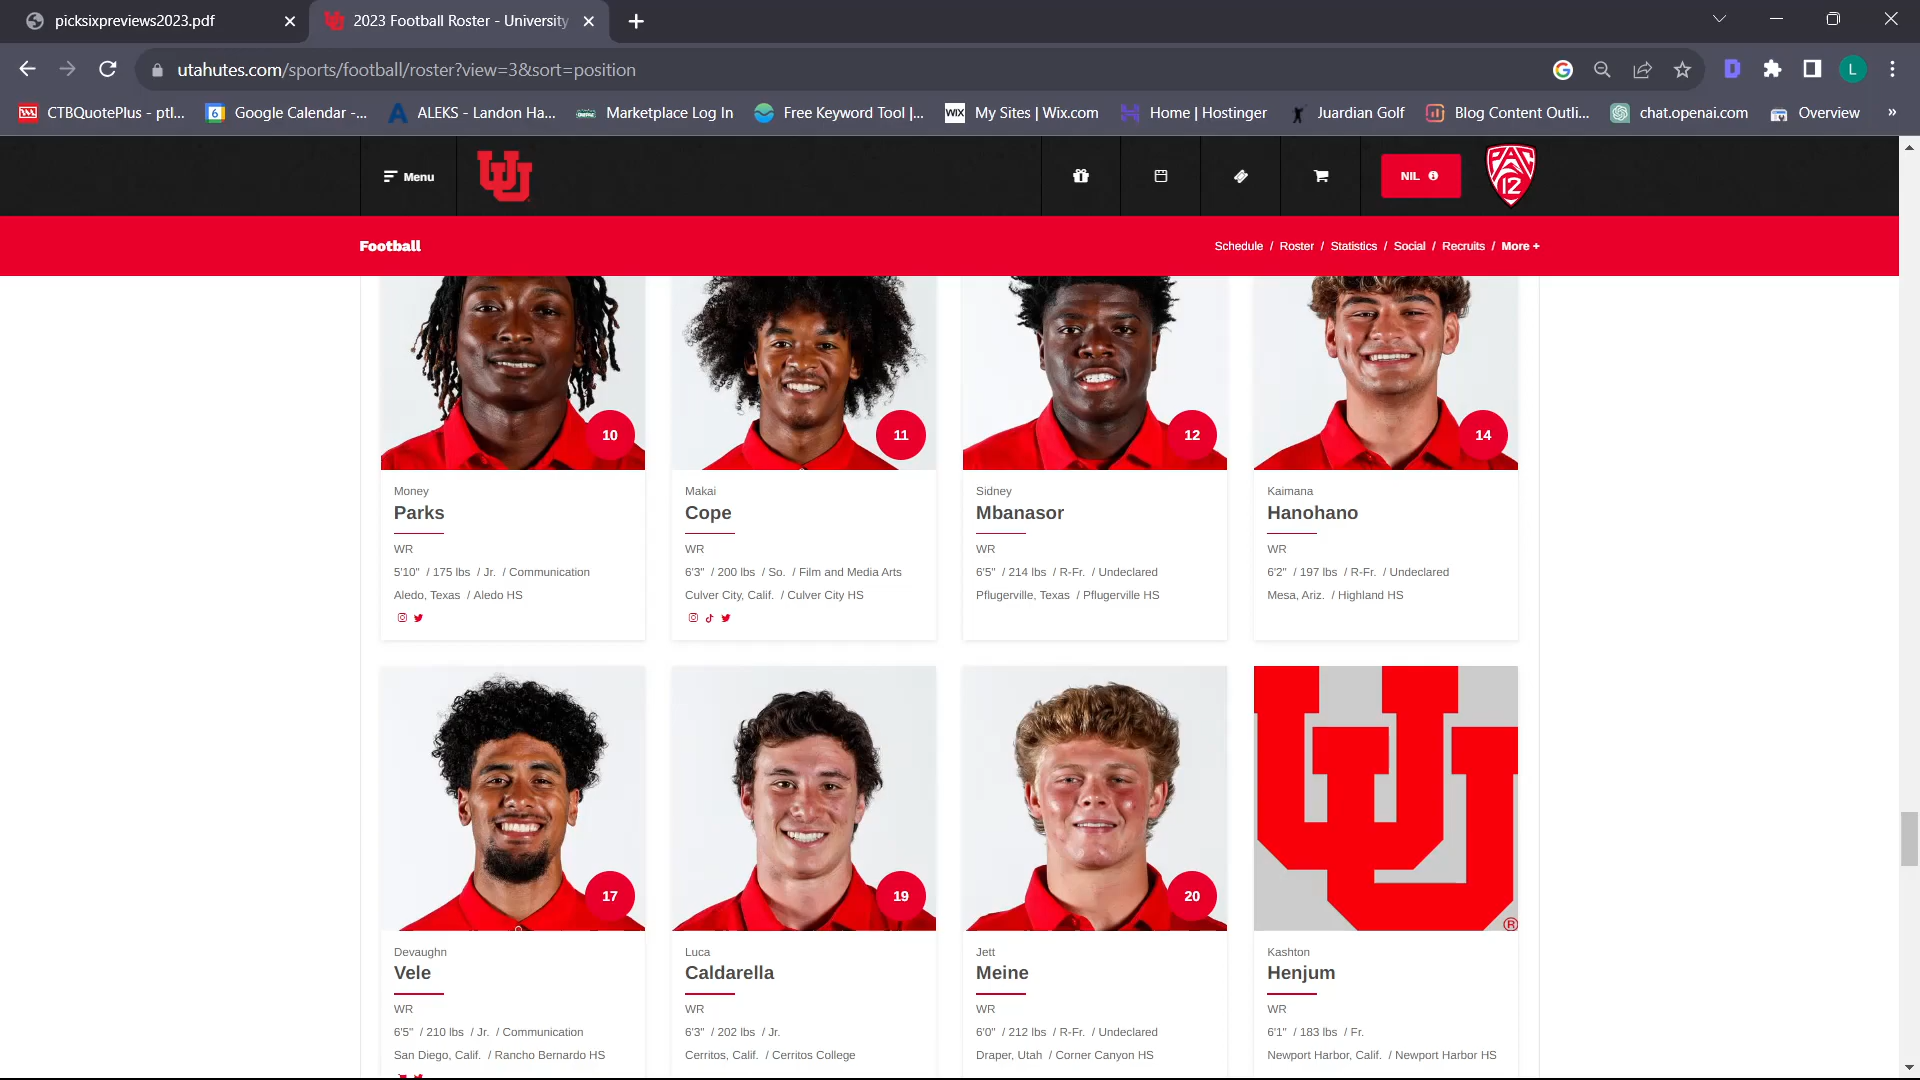 picksixpreviews2023.pdf
2023 Football Roster - University
utahutes.com/sports/football/roster?view=3&sort=position
L
CTBQuotePlus - ptl...
Google Calendar -...
ALEKS - Landon Ha...
Marketplace Log In
Free Keyword Tool |...
WIX
My Sites | Wix.com
Home | Hostinger
Juardian Golf
Blog Content Outli...
chat.openai.com
Overview
»
Menu
NIL
PAC 12
Football
Schedule / Roster / Statistics / Social / Recruits / More +
10
11
12
14
Money
Parks
WR
5'10" / 175 lbs / Jr. / Communication
Aledo, Texas / Aledo HS
Makai
Cope
WR
6'3" / 200 lbs / So. / Film and Media Arts
Culver City, Calif. / Culver City HS
Sidney
Mbanasor
WR
6'5" / 214 lbs / R-Fr. / Undeclared
Pflugerville, Texas / Pflugerville HS
Kaimana
Hanohano
WR
6'2" / 197 lbs / R-Fr. / Undeclared
Mesa, Ariz. / Highland HS
17
19
20
®
Devaughn
Vele
WR
6'5" / 210 lbs / Jr. / Communication
San Diego, Calif. / Rancho Bernardo HS
Luca
Caldarella
WR
6'3" / 202 lbs / Jr.
Cerritos, Calif. / Cerritos College
Jett
Meine
WR
6'0" / 212 lbs / R-Fr. / Undeclared
Draper, Utah / Corner Canyon HS
Kashton
Henjum
WR
6'1" / 183 lbs / Fr.
Newport Harbor, Calif. / Newport Harbor HS